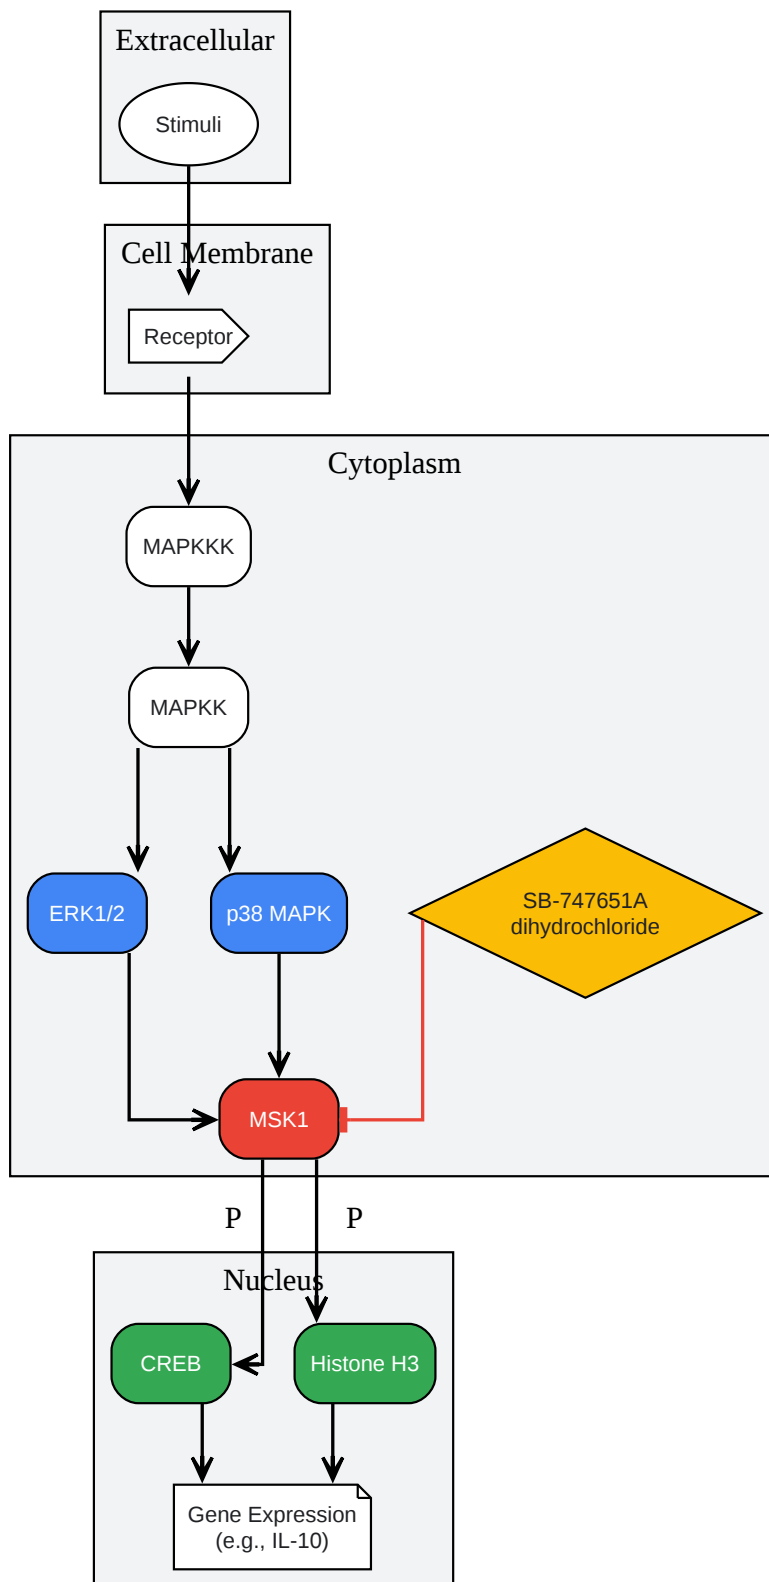 Extracellular
Stimuli
Cell Membrane
Receptor
Cytoplasm
MAPKKK
MAPKK
ERK1/2
p38 MAPK
SB-747651A
dihydrochloride
MSK1
P
P
Nucleus
CREB
Histone H3
Gene Expression
(e.g., IL-10)